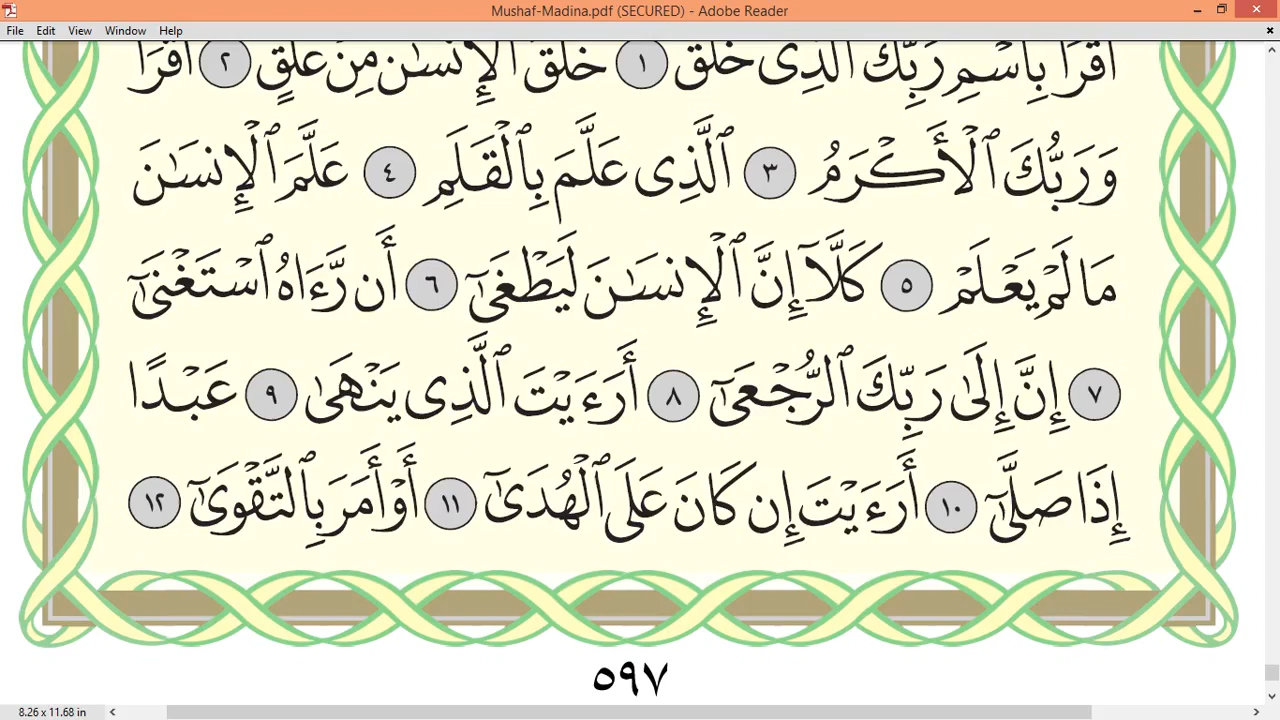 Mushaf-Madina.pdf (SECURED) - Adobe Reader
File Edit View Window Help
ٱقْرَأْ بِٱسْمِ رَبِّكَ ٱلَّذِى خَلَقَ ١ خَلَقَ ٱلْإِنسَٰنَ مِنْ عَلَقٍ ٢ ٱقْرَأْ
وَرَبُّكَ ٱلْأَكْرَمُ ٣ ٱلَّذِى عَلَّمَ بِٱلْقَلَمِ ٤ عَلَّمَ ٱلْإِنسَٰنَ
مَا لَمْ يَعْلَمْ ٥ كَلَّآ إِنَّ ٱلْإِنسَٰنَ لَيَطْغَىٰٓ ٦ أَن رَّءَاهُ ٱسْتَغْنَىٰٓ
٧ إِنَّ إِلَىٰ رَبِّكَ ٱلرُّجْعَىٰٓ ٨ أَرَءَيْتَ ٱلَّذِى يَنْهَىٰ ٩ عَبْدًا
إِذَا صَلَّىٰٓ ١٠ أَرَءَيْتَ إِن كَانَ عَلَى ٱلْهُدَىٰٓ ١١ أَوْ أَمَرَ بِٱلتَّقْوَىٰٓ ١٢
٥٩٧
8.26 x 11.68 in